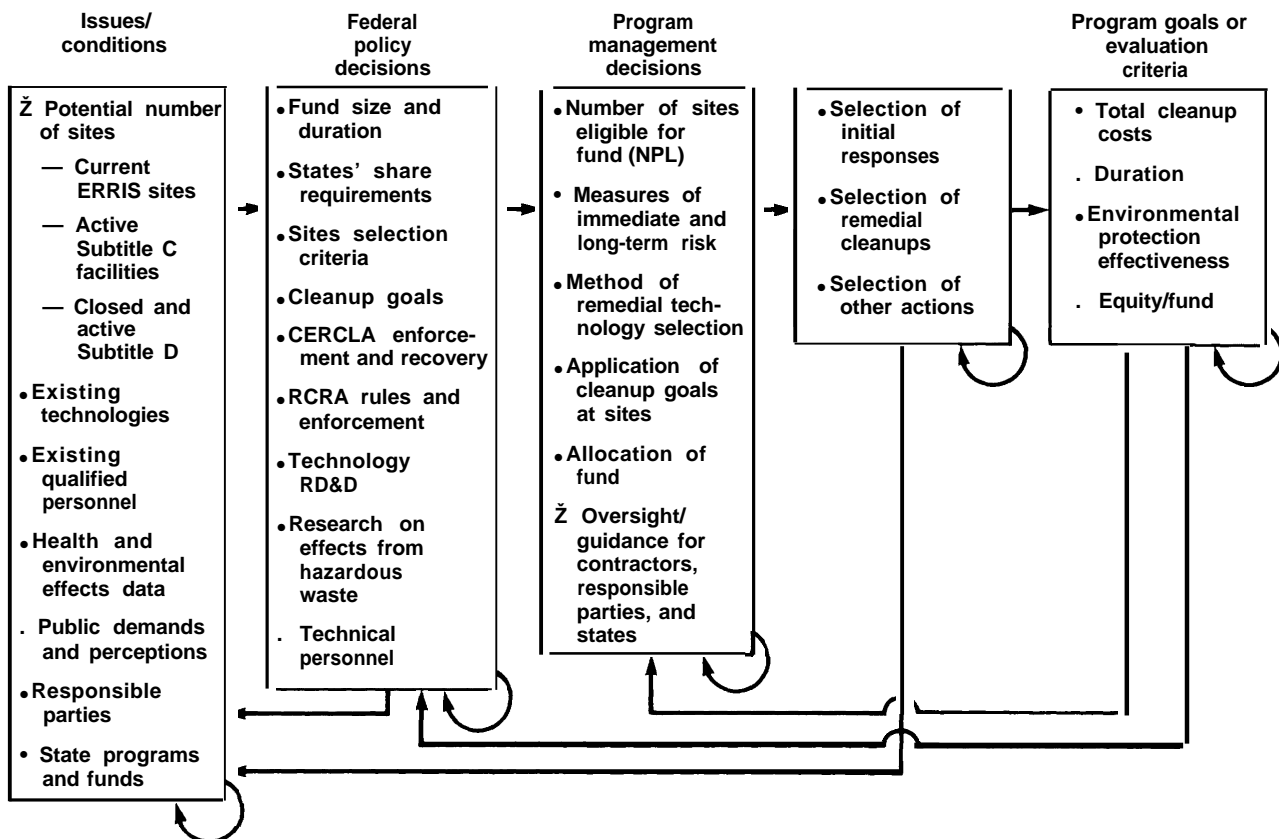 Issues/
conditions
Ž Potential number
of sites
— Current
ERRIS sites
— Active
Subtitle C
facilities
— Closed and
active
Subtitle D
• Existing
technologies
• Existing
qualified
personnel
• Health and
environmental
effects data
. Public demands
and perceptions
• Responsible
parties
• State programs
and funds
Federal
policy
decisions
• Fund size and
duration
• States' share
requirements
• Sites selection
criteria
• Cleanup goals
• CERCLA enforce-
ment and recovery
• RCRA rules and
enforcement
• Technology
RD&D
• Research on
effects from
hazardous
waste
. Technical
personnel
Program
management
decisions
• Number of sites
eligible for
fund (NPL)
• Measures of
immediate and
long-term risk
• Method of
remedial tech-
nology selection
• Application of
cleanup goals
at sites
• Allocation of
fund
Ž Oversight/
guidance for
contractors,
responsible
parties, and
states
• Selection of
initial
responses
• Selection of
remedial
cleanups
• Selection of
other actions
Program goals or
evaluation
criteria
• Total cleanup
costs
. Duration
• Environmental
protection
effectiveness
. Equity/fund